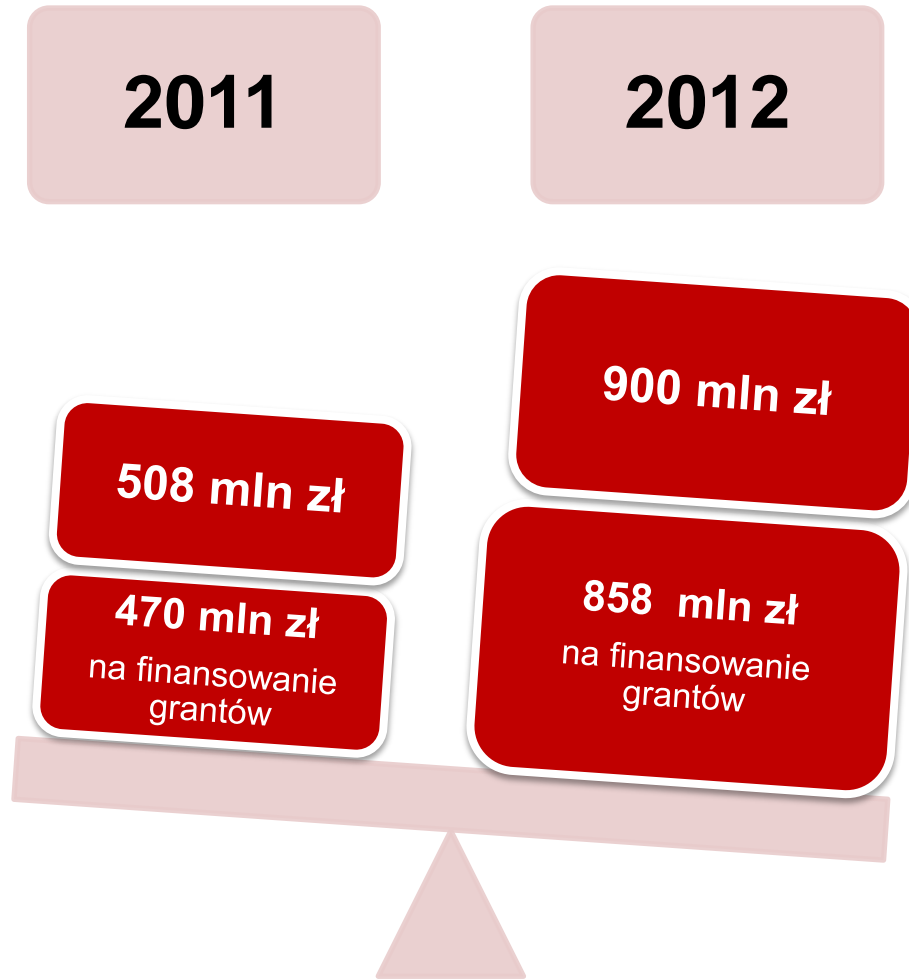 2011
2012
508 mln zł
470 mln zł
na finansowanie
grantów
900 mln zł
858 mln zł
na finansowanie
grantów